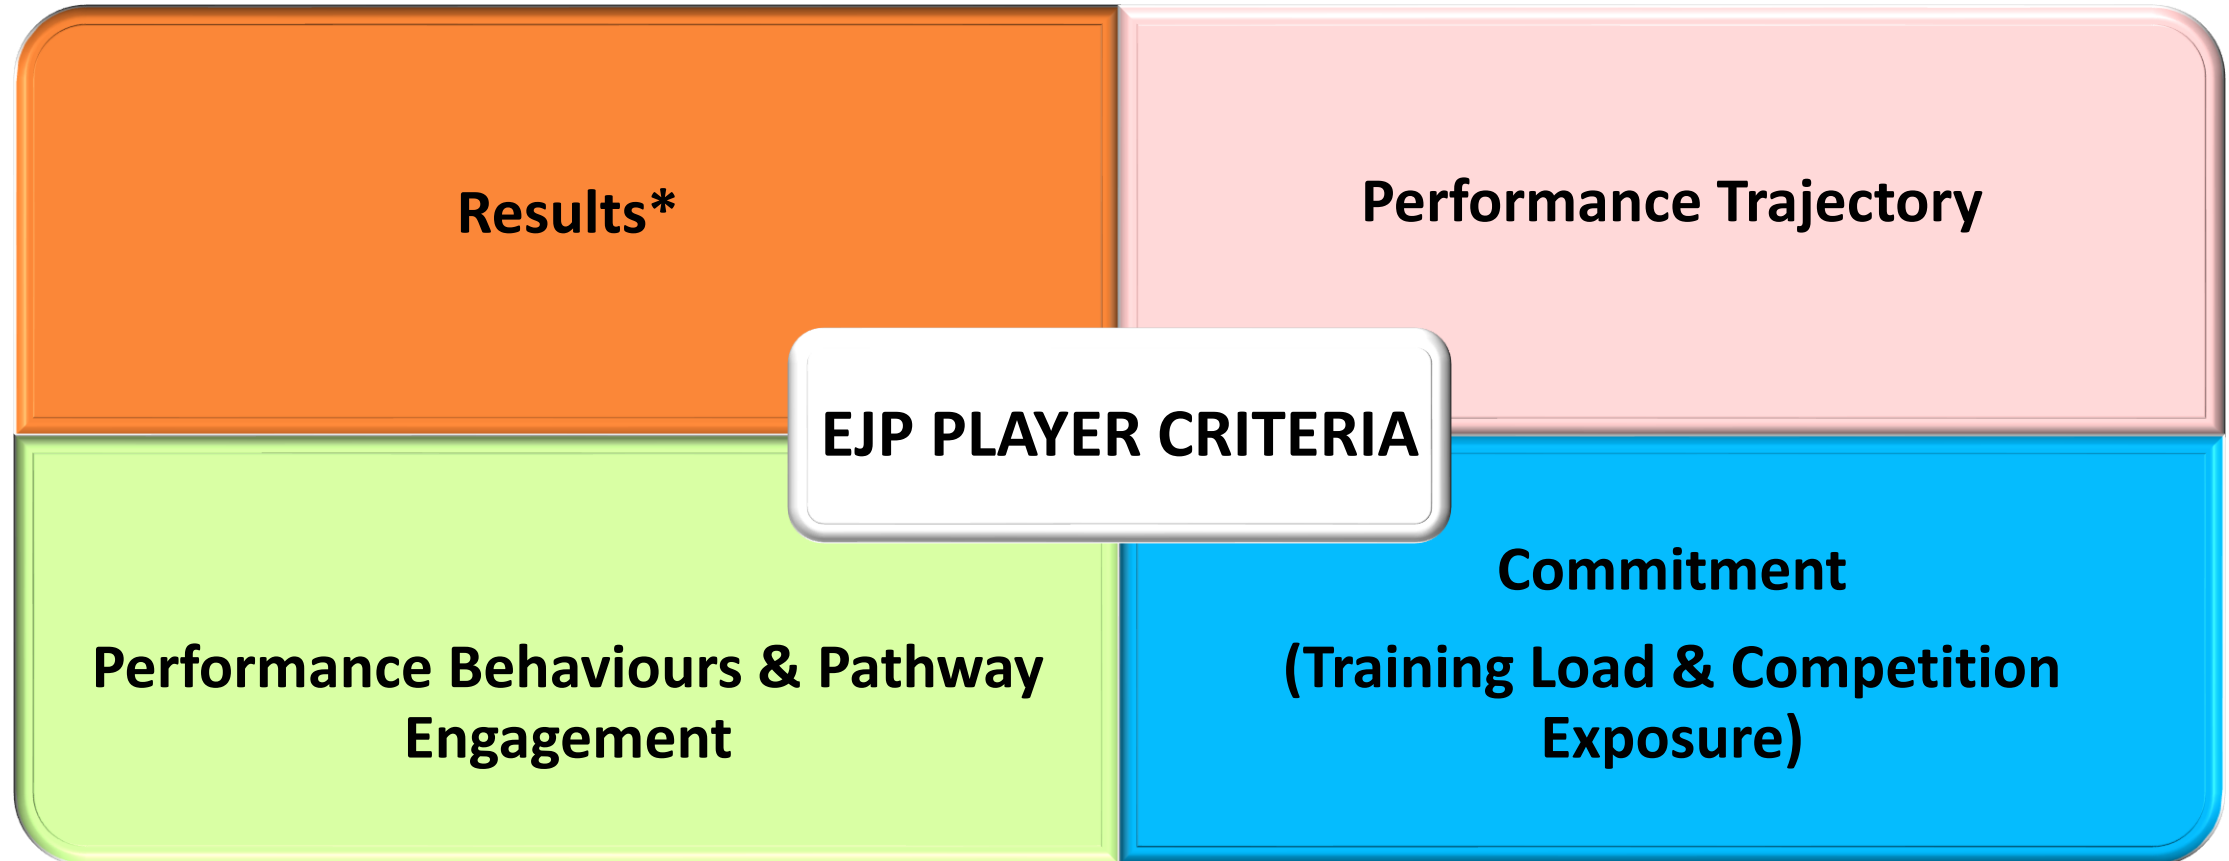 Results*
Performance Trajectory
EJP PLAYER CRITERIA
Performance Behaviours & Pathway
Engagement
Commitment
(Training Load & Competition
Exposure)